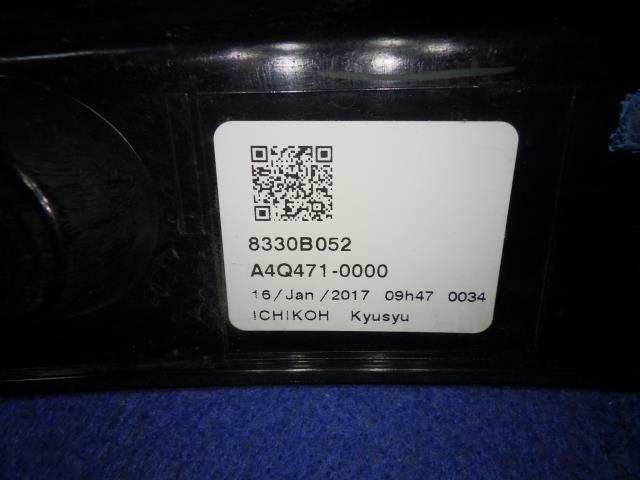 8330B052
A4Q471-0000
16/Jan/2017 09h47 0034
ICHIKOH Kyusyu